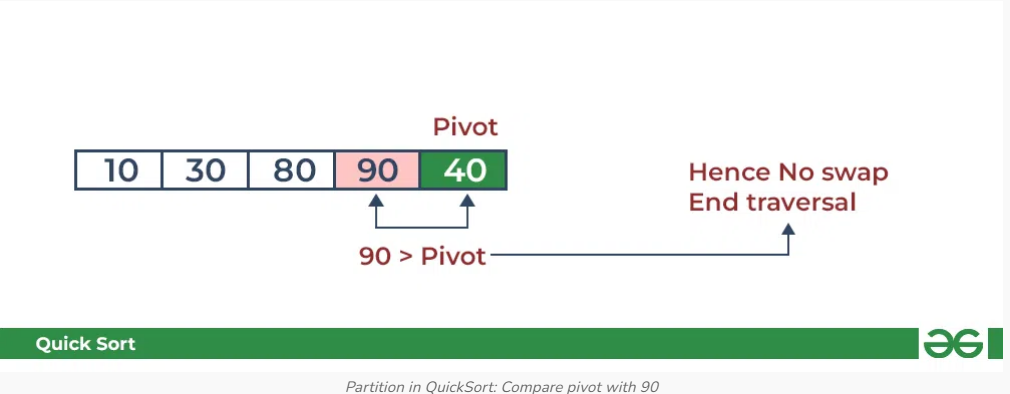 Pivot
10 30 80 90 40
Hence No swap
End traversal
90 > Pivot
Quick Sort
Partition in QuickSort: Compare pivot with 90